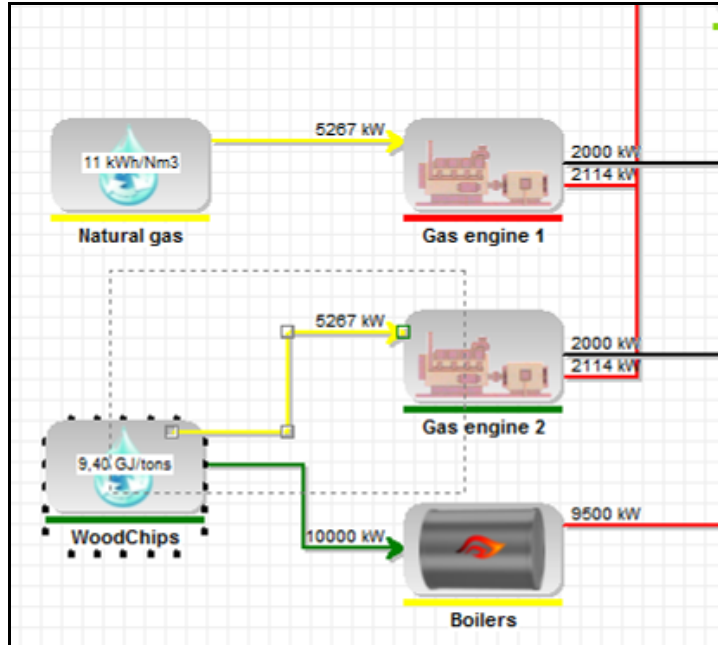 5267 kW
11 kWh/Nm3
2000 kW
2114 kW
Natural gas
Gas engine 1
5267 kW
2000 kW
2114 kW
Gas engine 2
9,40 GJ/tons
WoodChips
10000 kW
9500 kW
Boilers